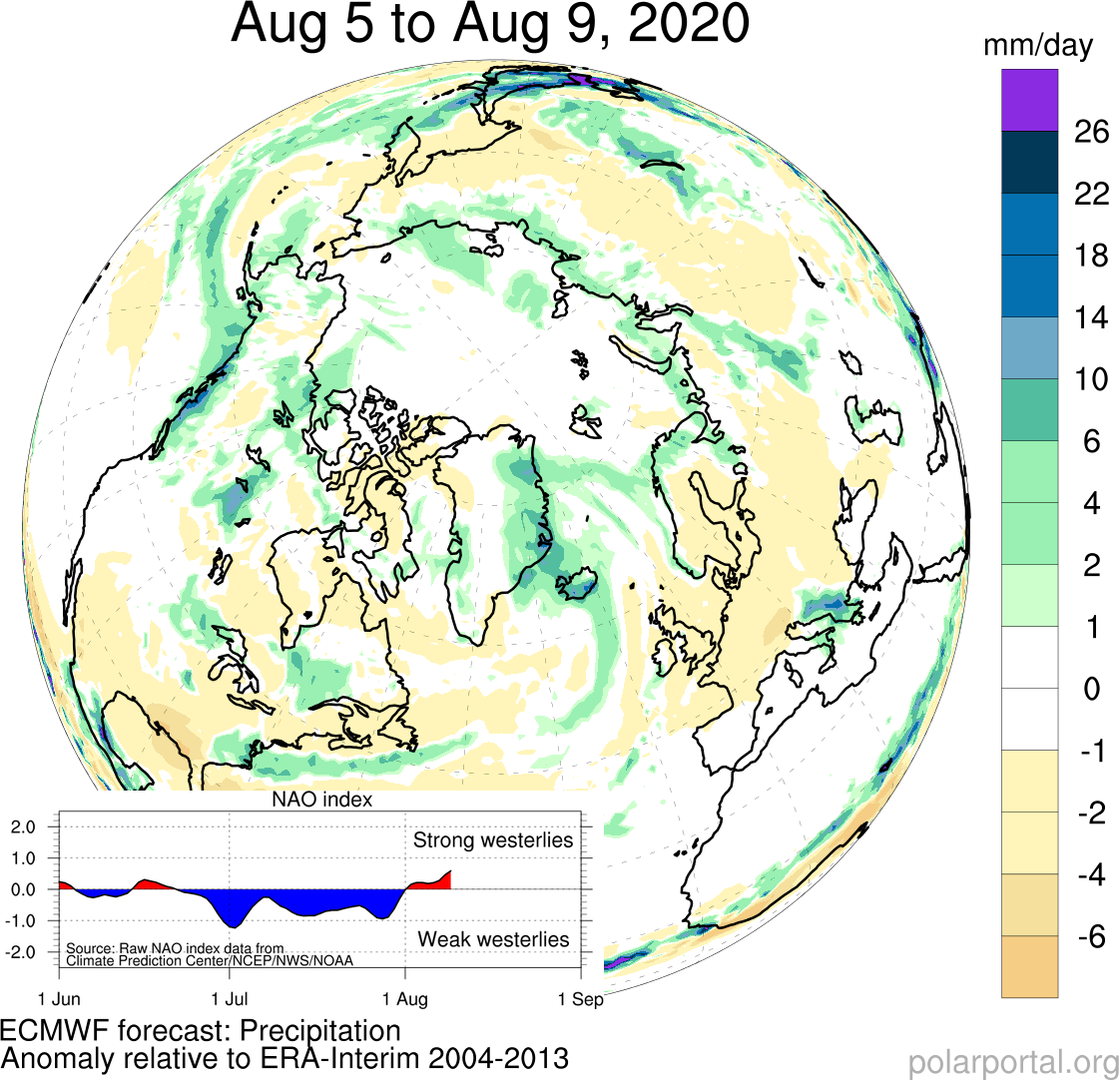 Aug 5 to Aug 9, 2020
mm/day
26
22
18
14
10
6
4
2
1
0
-1
-2
-4
-6
NAO index
2.0
1.0
0.0
-1.0
-2.0
Strong westerlies
Weak westerlies
Source: Raw NAO index data from
Climate Prediction Center/NCEP/NWS/NOAA
1 Jun 1 Jul 1 Aug 1 Sep
ECMWF forecast: Precipitation
Anomaly relative to ERA-Interim 2004-2013
polarportal.org